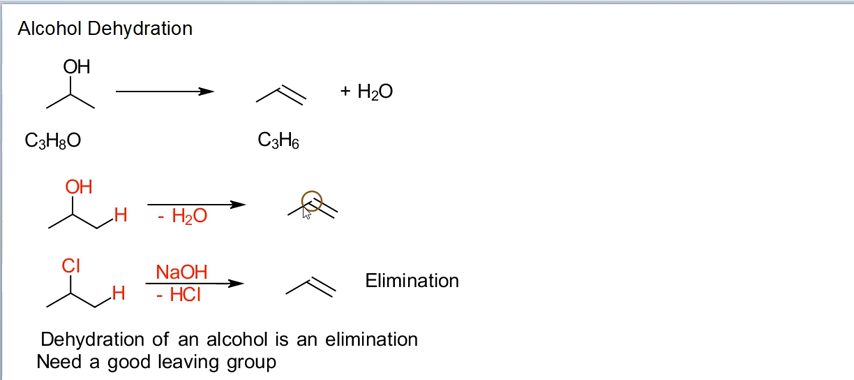 Alcohol Dehydration
OH
+ H₂O
C₃H₈O
C₃H₆
OH
H
- H₂O
Cl
H
NaOH
- HCl
Elimination
Dehydration of an alcohol is an elimination
Need a good leaving group